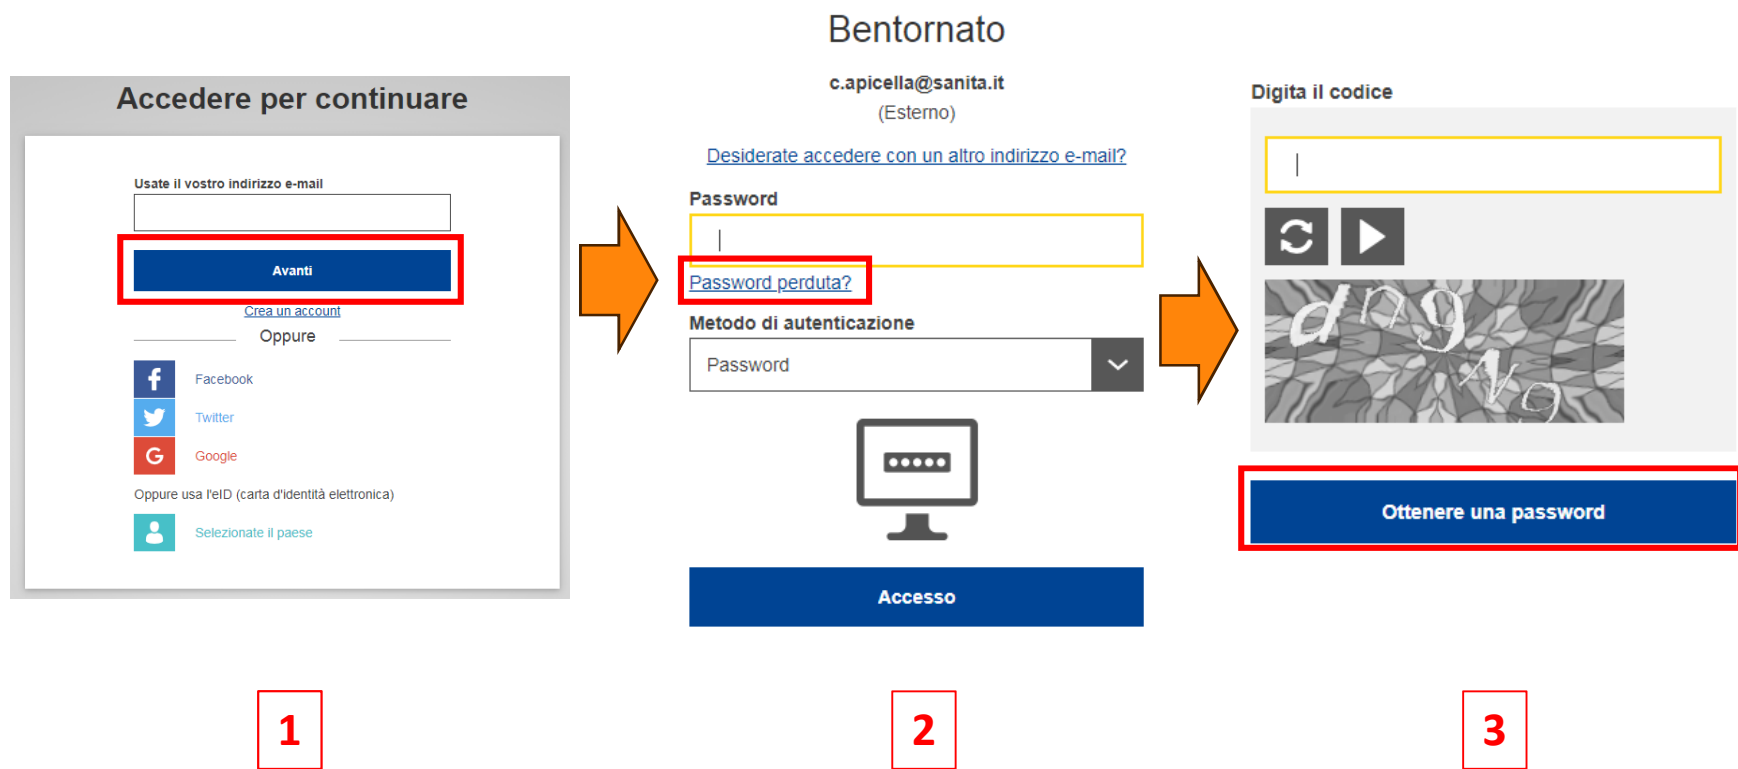 Accedere per continuare
Usate il vostro indirizzo e-mail
Avanti
Crea un account
Oppure
Facebook
Twitter
Google
Oppure usa l'eID (carta d'identità elettronica)
Selezionate il paese
1
Bentornato
c.apicella@sanita.it
(Esterno)
Desiderate accedere con un altro indirizzo e-mail?
Password
Password perduta?
Metodo di autenticazione
Password
Accesso
2
Digita il codice
Ottenere una password
3